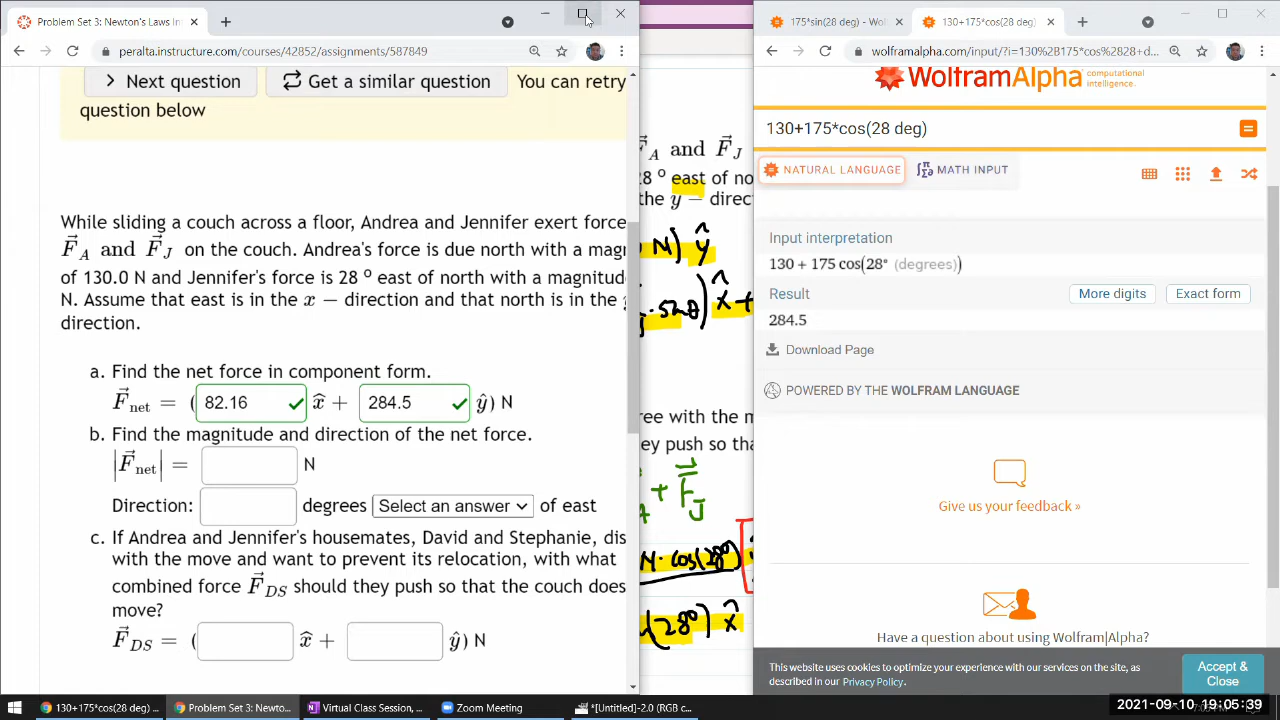 Problem Set 3: Newton's Laws In
peralta.instructure.com/courses/42852/assignments/587849
Next question
Get a similar question
You can retry
question below
While sliding a couch across a floor, Andrea and Jennifer exert force
F⃗_A and F⃗_J on the couch. Andrea's force is due north with a magn
of 130.0 N and Jennifer's force is 28 ° east of north with a magnitud
N. Assume that east is in the x − direction and that north is in the y
direction.
a. Find the net force in component form.
F⃗_net = ( 82.16 x̂ + 284.5 ŷ) N
b. Find the magnitude and direction of the net force.
|F⃗_net| = N
Direction: degrees Select an answer of east
c. If Andrea and Jennifer's housemates, David and Stephanie, dis
with the move and want to prevent its relocation, with what
combined force F⃗_DS should they push so that the couch does
move?
F⃗_DS = ( x̂ + ŷ) N
F⃗_A and F⃗_J
28 ° east of no
the y − direc
N) ŷ
·sinθ) x̂ +
ree with the m
ey push so tha
+ F⃗_J
N·cos(28°)
(28°) x̂
175*sin(28 deg) - Wol
130+175*cos(28 deg)
wolframalpha.com/input/?i=130%2B175*cos%2828+d...
WolframAlpha computational intelligence.
130+175*cos(28 deg)
NATURAL LANGUAGE
MATH INPUT
Input interpretation
130 + 175 cos(28° (degrees))
Result
More digits
Exact form
284.5
Download Page
POWERED BY THE WOLFRAM LANGUAGE
Give us your feedback »
Have a question about using Wolfram|Alpha?
This website uses cookies to optimize your experience with our services on the site, as
described in our Privacy Policy.
Accept &
Close
130+175*cos(28 deg) ...
Problem Set 3: Newto...
Virtual Class Session, ...
Zoom Meeting
*[Untitled]-2.0 (RGB c...
2021-09-10 19:05:39